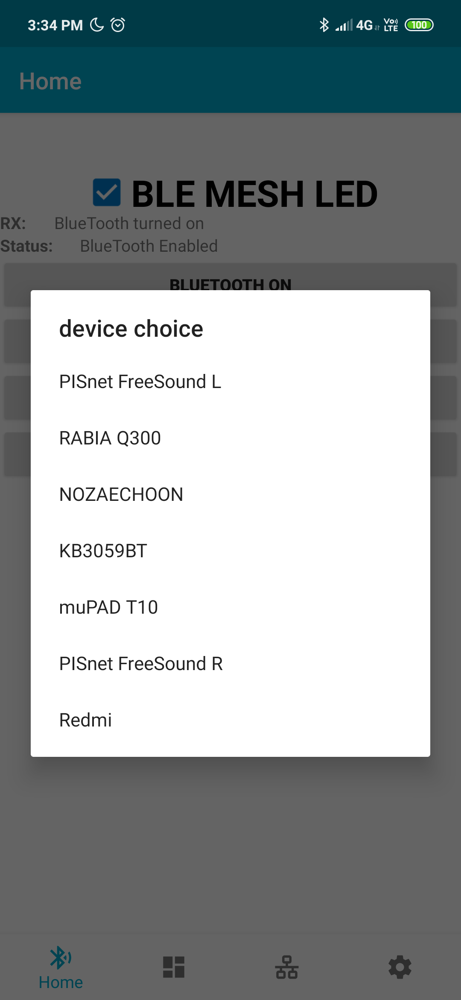 3:34 PM 4G Vo) LTE 100
Home
BLE MESH LED
RX: BlueTooth turned on
Status: BlueTooth Enabled
BLUETOOTH ON
device choice
PISnet FreeSound L
RABIA Q300
NOZAECHOON
KB3059BT
muPAD T10
PISnet FreeSound R
Redmi
Home